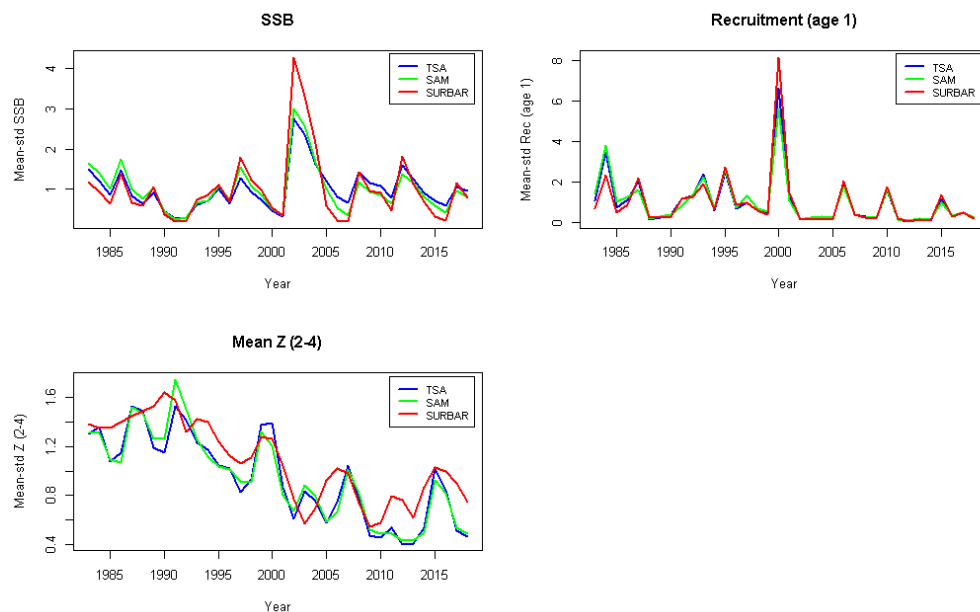 SSB
Mean-std SSB
4
3
2
1
TSA
SAM
SURBAR
1985 1990 1995 2000 2005 2010 2015
Year
Recruitment (age 1)
Mean-std Rec (age 1)
8
6
4
2
0
TSA
SAM
SURBAR
1985 1990 1995 2000 2005 2010 2015
Year
Mean Z (2-4)
Mean-std Z (2-4)
1.6
1.2
0.8
0.4
TSA
SAM
SURBAR
1985 1990 1995 2000 2005 2010 2015
Year